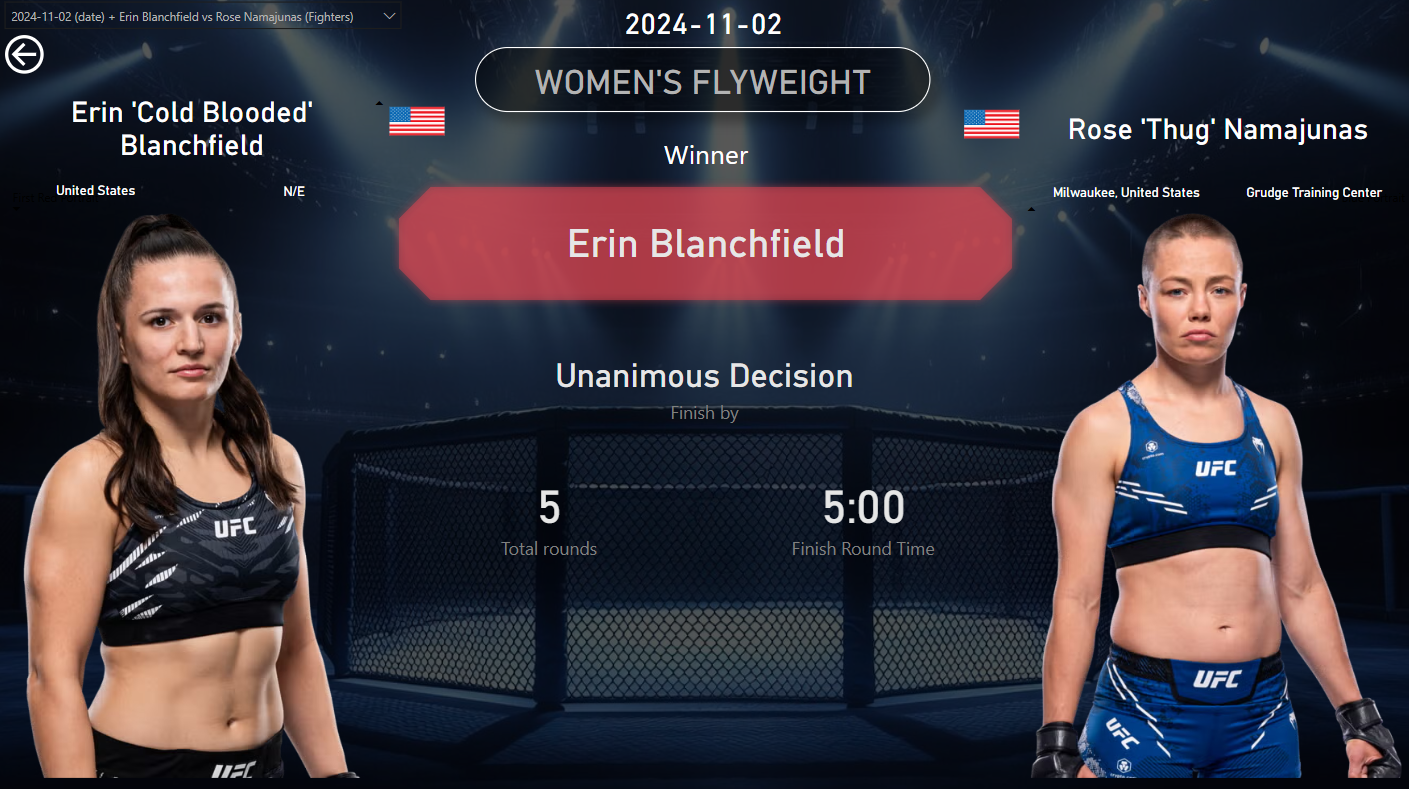 2024-11-02 (date) + Erin Blanchfield vs Rose Namajunas (Fighters)
2024-11-02
WOMEN'S FLYWEIGHT
Erin 'Cold Blooded'
Blanchfield
Rose 'Thug' Namajunas
Winner
United States
N/E
Milwaukee, United States
Grudge Training Center
Erin Blanchfield
Unanimous Decision
Finish by
5
5:00
Total rounds
Finish Round Time
UFC
UFC
UFC
UFC
UFC